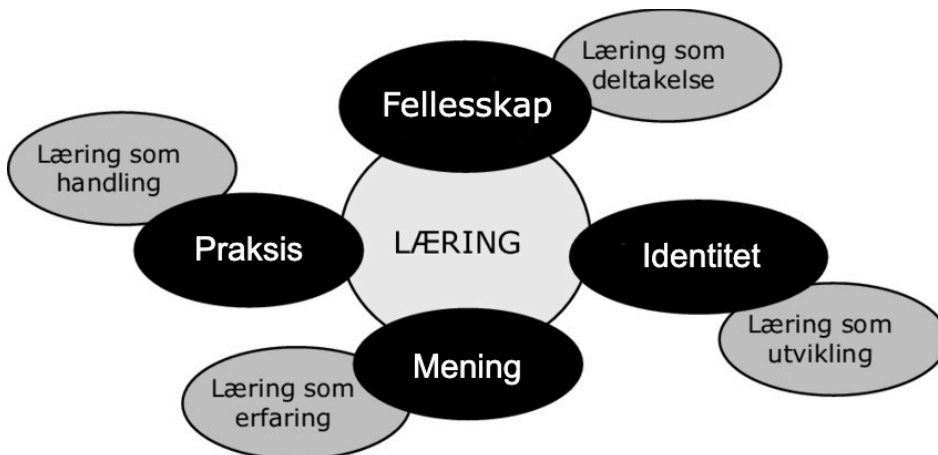 Læring som
deltakelse
Fellesskap
Læring som
handling
Praksis
LÆRING
Identitet
Læring som
utvikling
Mening
Læring som
erfaring